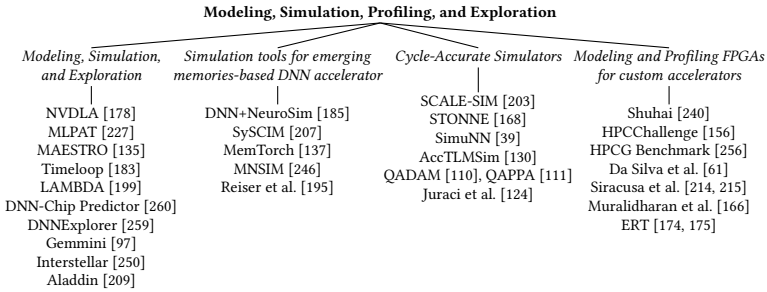 Modeling, Simulation, Profiling, and Exploration
Modeling, Simulation,
and Exploration
NVDLA [178]
MLPAT [227]
MAESTRO [135]
Timeloop [183]
LAMBDA [199]
DNN-Chip Predictor [260]
DNNExplorer [259]
Gemmini [97]
Interstellar [250]
Aladdin [209]
Simulation tools for emerging
memories-based DNN accelerator
DNN+NeuroSim [185]
SySCIM [207]
MemTorch [137]
MNSIM [246]
Reiser et al. [195]
Cycle-Accurate Simulators
SCALE-SIM [203]
STONNE [168]
SimuNN [39]
AccTLMSim [130]
QADAM [110], QAPPA [111]
Juraci et al. [124]
Modeling and Profiling FPGAs
for custom accelerators
Shuhai [240]
HPCChallenge [156]
HPCG Benchmark [256]
Da Silva et al. [61]
Siracusa et al. [214, 215]
Muralidharan et al. [166]
ERT [174, 175]